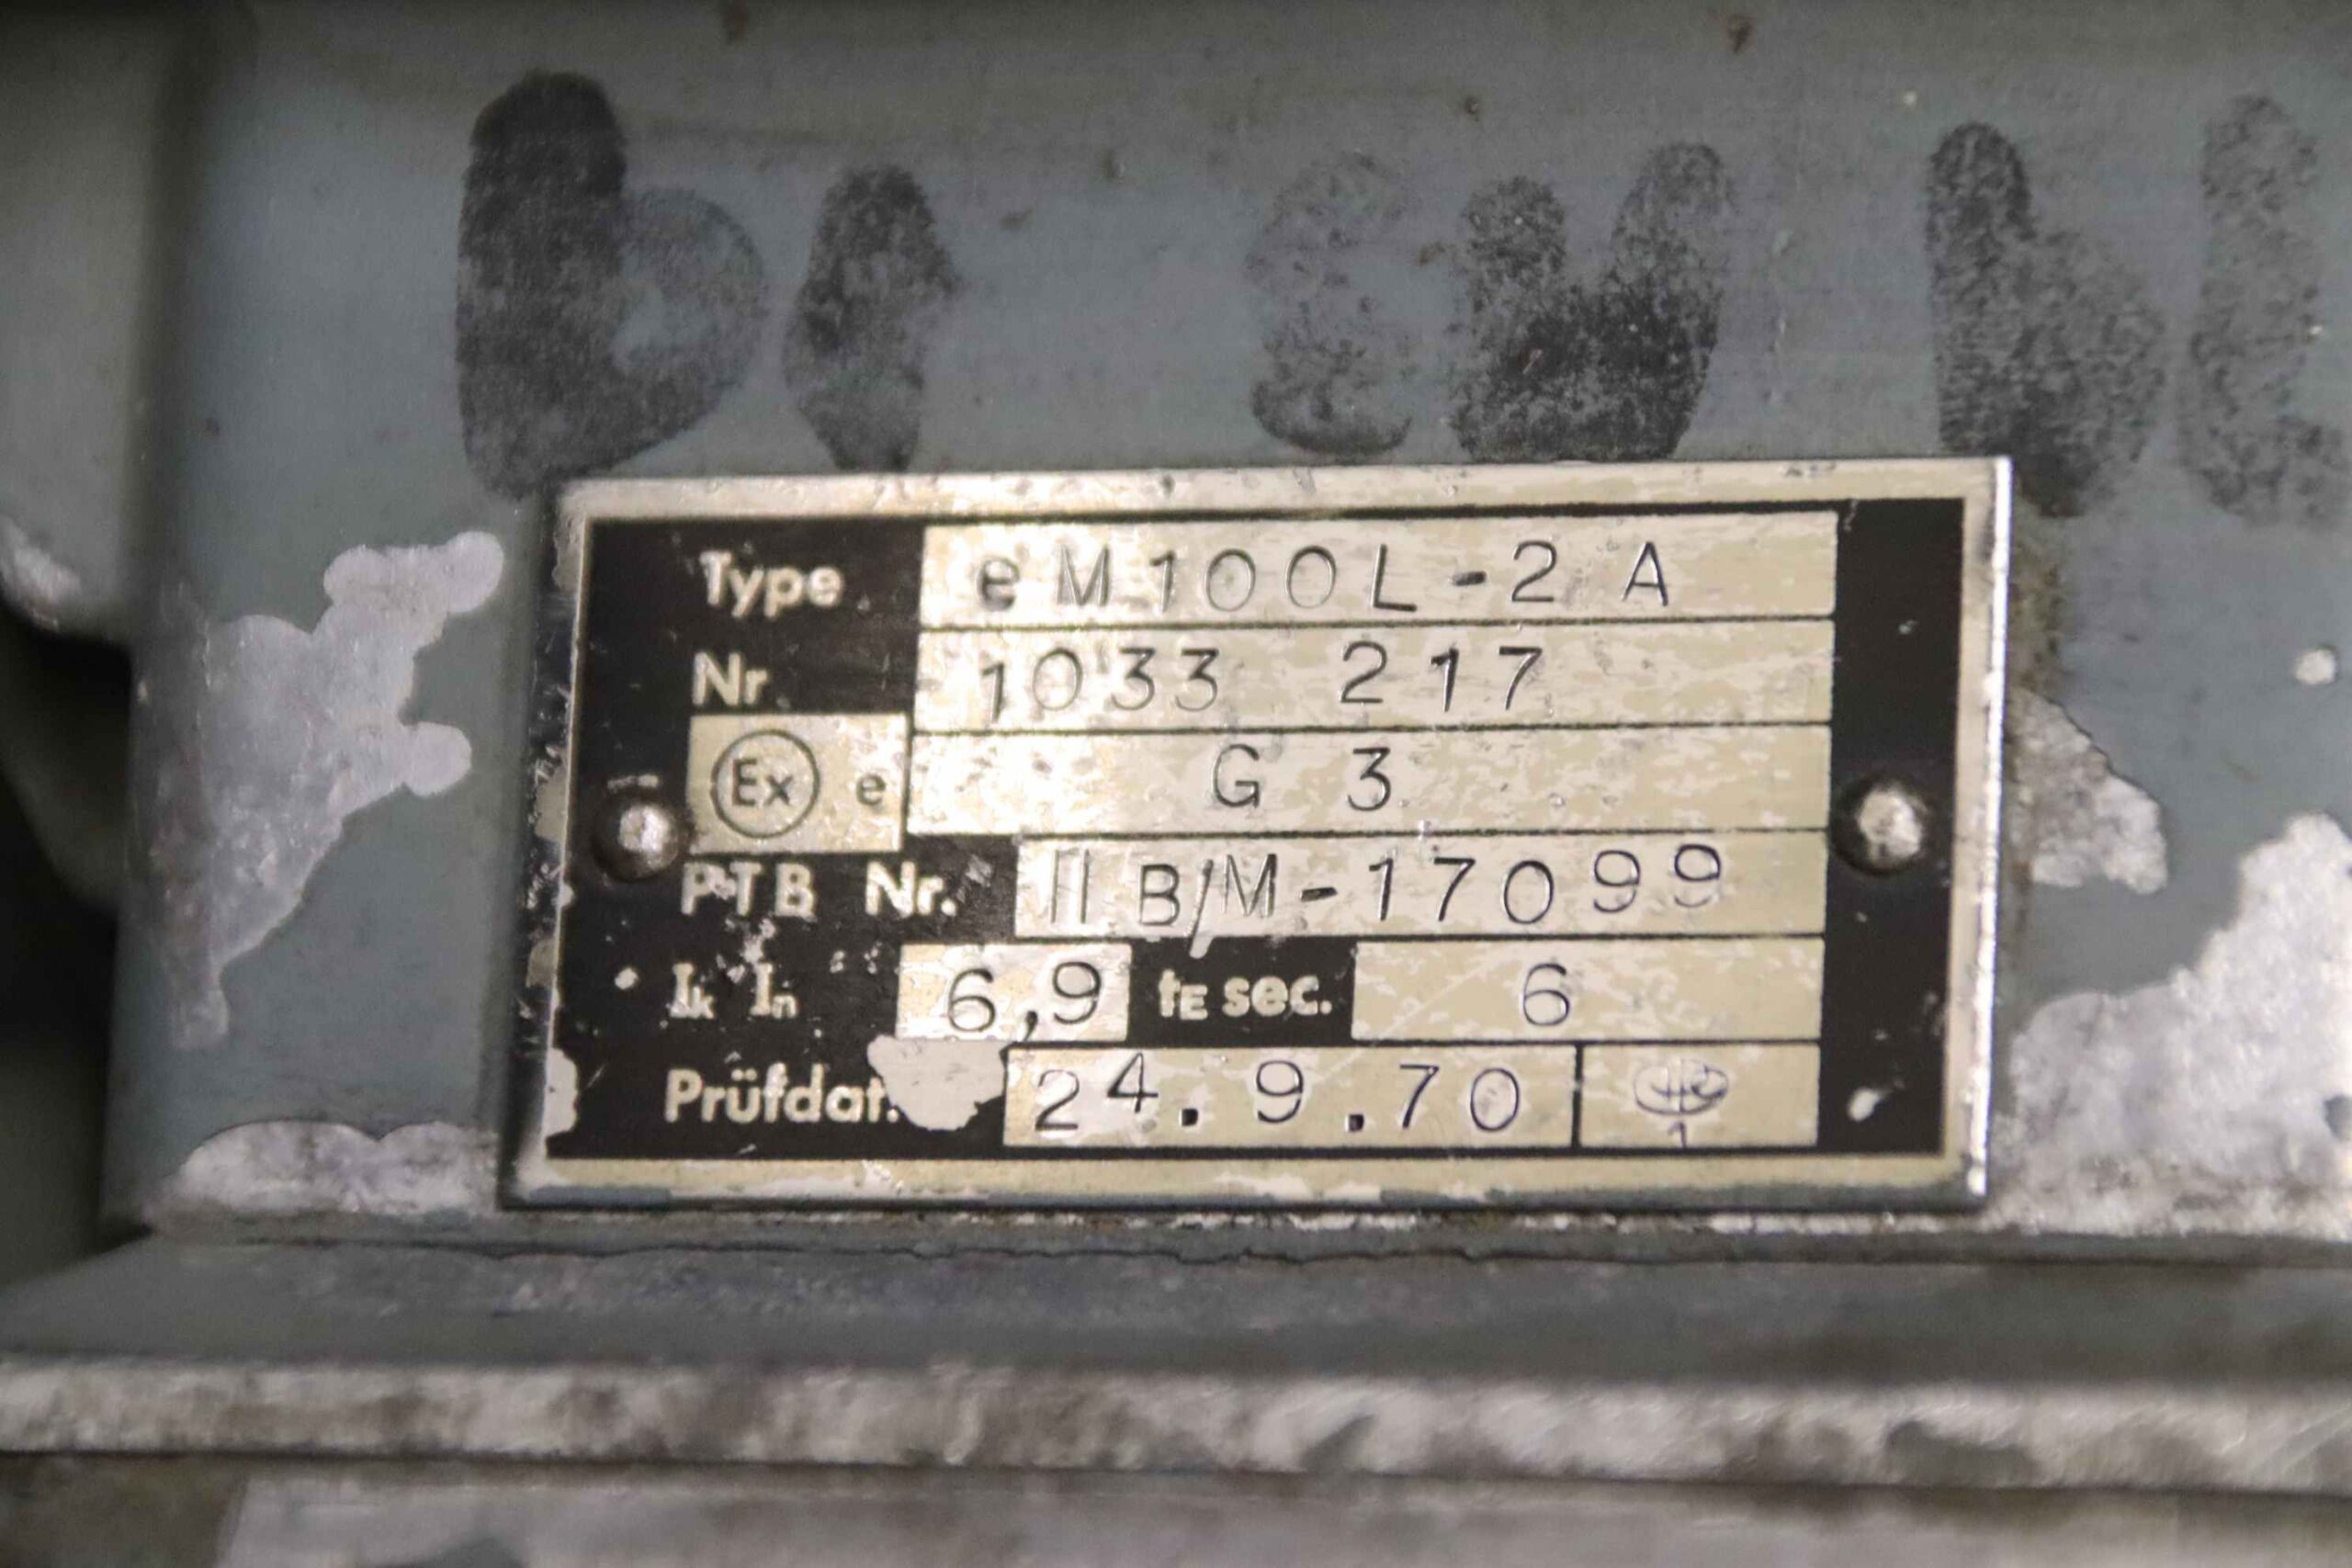 Type eM100L-2 A
Nr. 1033 217
Ex e G 3
PTB Nr. II B/M-17099
Ik In 6,9 tE sec. 6
Prüfdat. 24.9.70